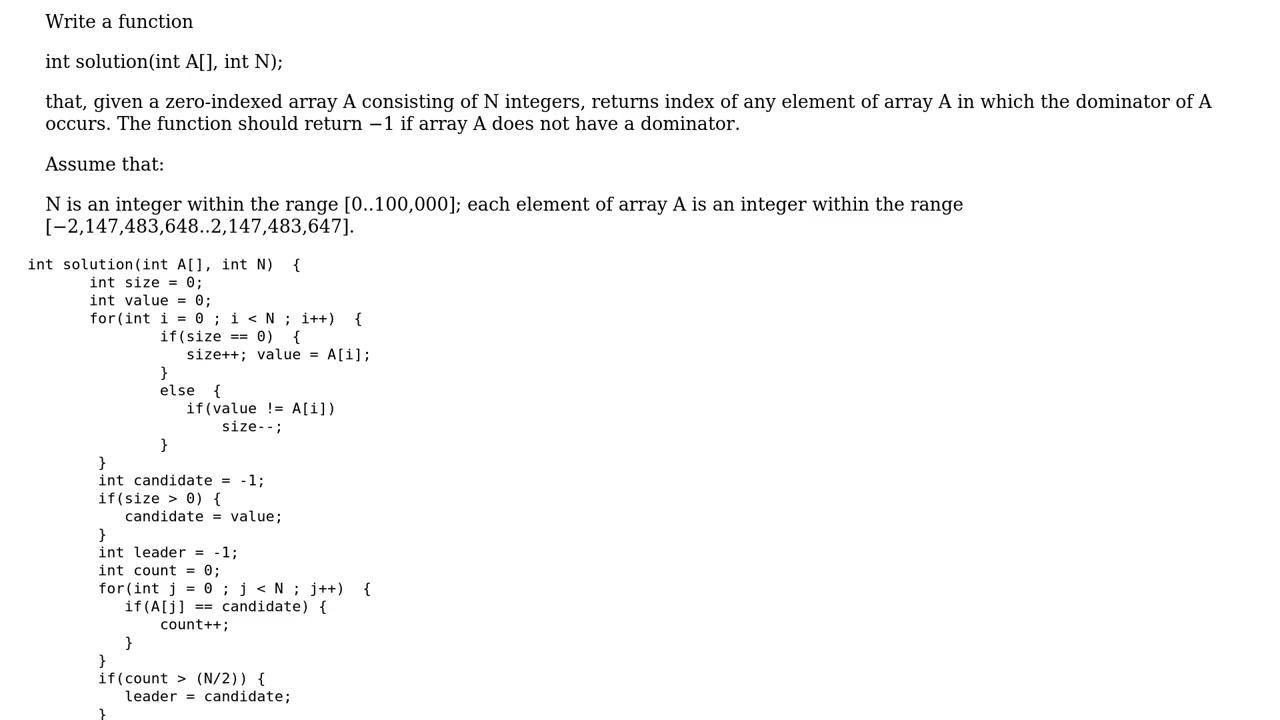 Write a function
int solution(int A[], int N);
that, given a zero-indexed array A consisting of N integers, returns index of any element of array A in which the dominator of A
occurs. The function should return −1 if array A does not have a dominator.
Assume that:
N is an integer within the range [0..100,000]; each element of array A is an integer within the range
[−2,147,483,648..2,147,483,647].
int solution(int A[], int N)  {
int size = 0;
int value = 0;
for(int i = 0 ; i < N ; i++)  {
if(size == 0)  {
size++; value = A[i];
}
else  {
if(value != A[i])
size--;
}
}
int candidate = -1;
if(size > 0) {
candidate = value;
}
int leader = -1;
int count = 0;
for(int j = 0 ; j < N ; j++)  {
if(A[j] == candidate) {
count++;
}
}
if(count > (N/2)) {
leader = candidate;
}